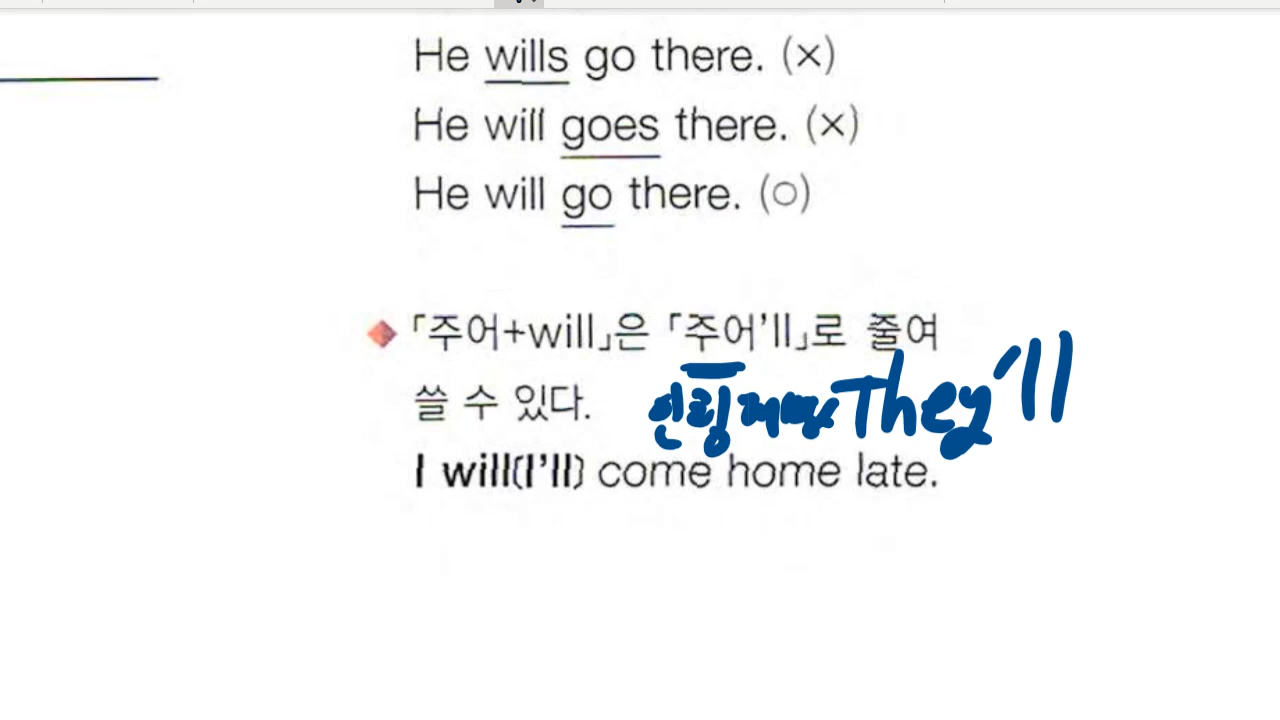 He wills go there. (×)
He will goes there. (×)
He will go there. (○)
◆「주어+will」은 「주어'll」로 줄여
쓸 수 있다.
They'll
I will(I'll) come home late.